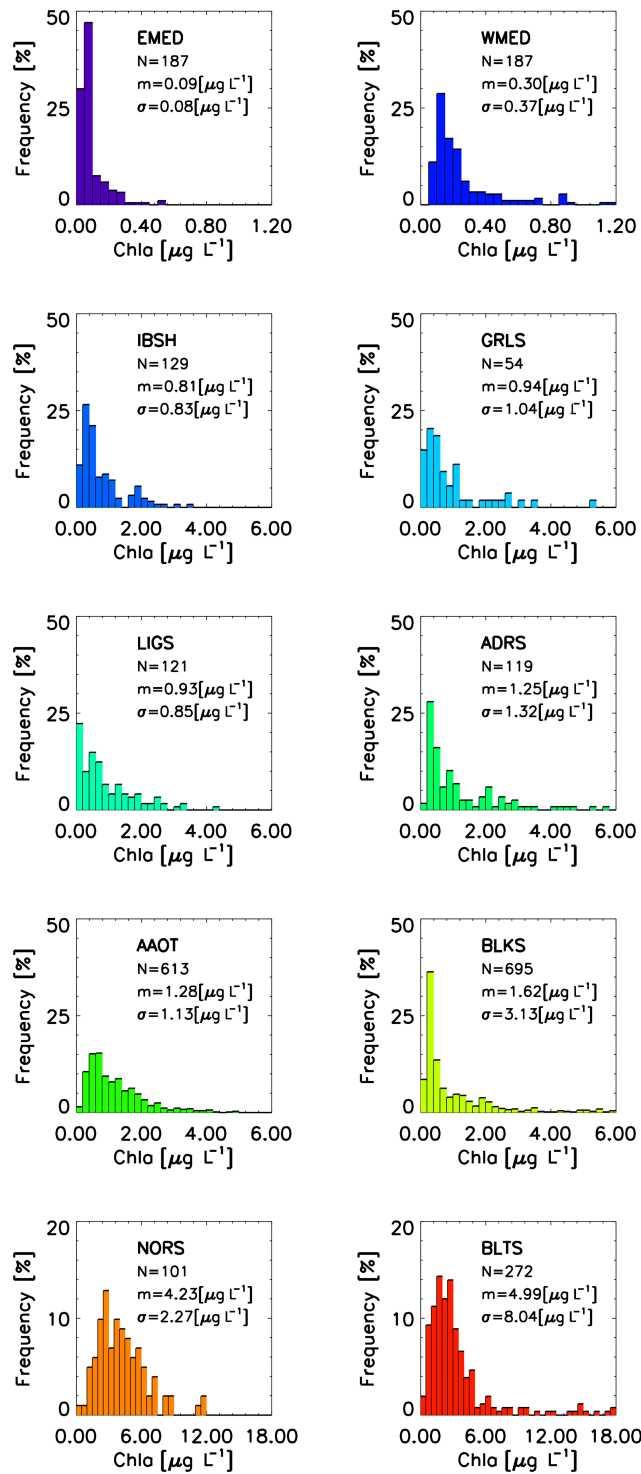 50
EMED
N=187
m=0.09[μg L⁻¹]
σ=0.08[μg L⁻¹]
25
0
Frequency [%]
0.00 0.40 0.80 1.20
Chla [μg L⁻¹]
50
WMED
N=187
m=0.30[μg L⁻¹]
σ=0.37[μg L⁻¹]
25
0
Frequency [%]
0.00 0.40 0.80 1.20
Chla [μg L⁻¹]
50
IBSH
N=129
m=0.81[μg L⁻¹]
σ=0.83[μg L⁻¹]
25
0
Frequency [%]
0.00 2.00 4.00 6.00
Chla [μg L⁻¹]
50
GRLS
N=54
m=0.94[μg L⁻¹]
σ=1.04[μg L⁻¹]
25
0
Frequency [%]
0.00 2.00 4.00 6.00
Chla [μg L⁻¹]
50
LIGS
N=121
m=0.93[μg L⁻¹]
σ=0.85[μg L⁻¹]
25
0
Frequency [%]
0.00 2.00 4.00 6.00
Chla [μg L⁻¹]
50
ADRS
N=119
m=1.25[μg L⁻¹]
σ=1.32[μg L⁻¹]
25
0
Frequency [%]
0.00 2.00 4.00 6.00
Chla [μg L⁻¹]
50
AAOT
N=613
m=1.28[μg L⁻¹]
σ=1.13[μg L⁻¹]
25
0
Frequency [%]
0.00 2.00 4.00 6.00
Chla [μg L⁻¹]
50
BLKS
N=695
m=1.62[μg L⁻¹]
σ=3.13[μg L⁻¹]
25
0
Frequency [%]
0.00 2.00 4.00 6.00
Chla [μg L⁻¹]
20
NORS
N=101
m=4.23[μg L⁻¹]
σ=2.27[μg L⁻¹]
10
0
Frequency [%]
0.00 6.00 12.00 18.00
Chla [μg L⁻¹]
20
BLTS
N=272
m=4.99[μg L⁻¹]
σ=8.04[μg L⁻¹]
10
0
Frequency [%]
0.00 6.00 12.00 18.00
Chla [μg L⁻¹]